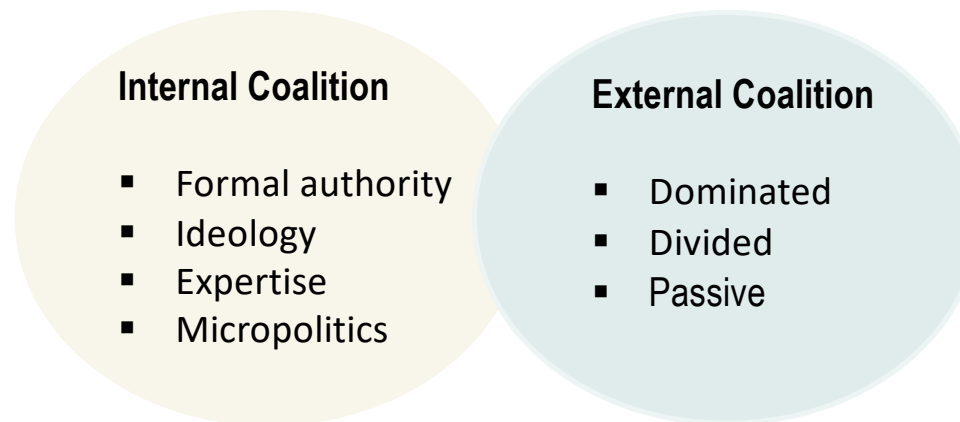 Internal Coalition
▪ Formal authority
▪ Ideology
▪ Expertise
▪ Micropolitics
External Coalition
▪ Dominated
▪ Divided
▪ Passive